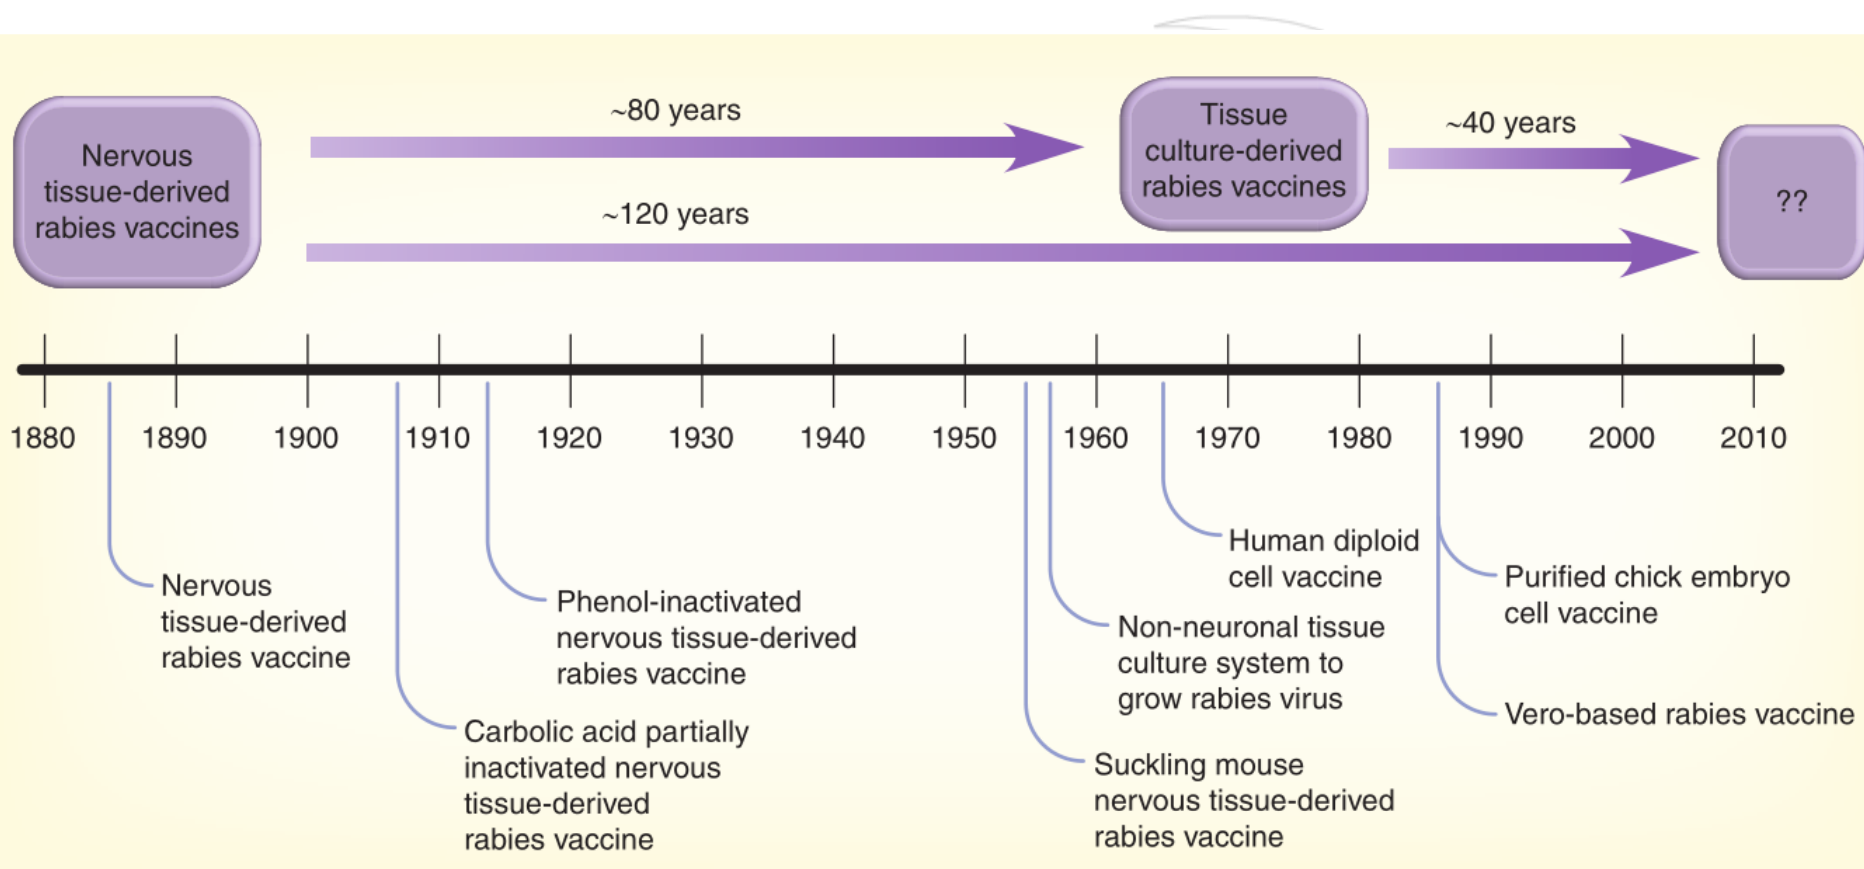 Nervous
tissue-derived
rabies vaccines
~80 years
~120 years
Tissue
culture-derived
rabies vaccines
~40 years
??
1880
1890
1900
1910
1920
1930
1940
1950
1960
1970
1980
1990
2000
2010
Nervous
tissue-derived
rabies vaccine
Carbolic acid partially
inactivated nervous
tissue-derived
rabies vaccine
Phenol-inactivated
nervous tissue-derived
rabies vaccine
Suckling mouse
nervous tissue-derived
rabies vaccine
Non-neuronal tissue
culture system to
grow rabies virus
Human diploid
cell vaccine
Purified chick embryo
cell vaccine
Vero-based rabies vaccine